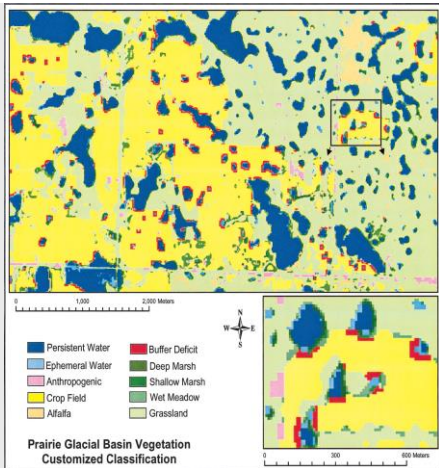 0 1,000 2,000 Meters
N
W E
S
Persistent Water
Ephemeral Water
Anthropogenic
Crop Field
Alfalfa
Buffer Deficit
Deep Marsh
Shallow Marsh
Wet Meadow
Grassland
Prairie Glacial Basin Vegetation
Customized Classification
0 300 600 Meters